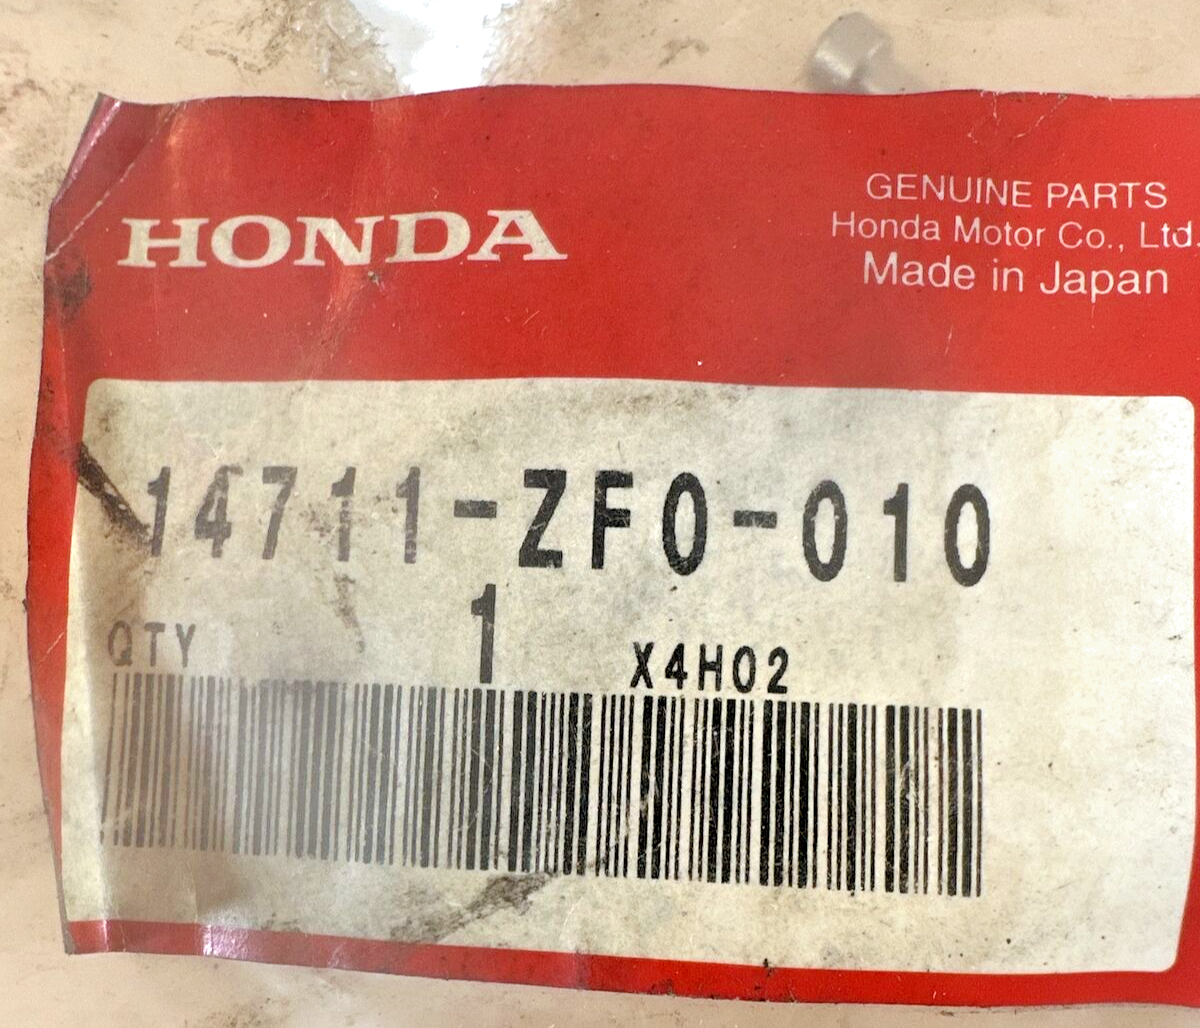 HONDA
GENUINE PARTS
Honda Motor Co., Ltd.
Made in Japan
14711-ZF0-010
QTY 1 X4H02